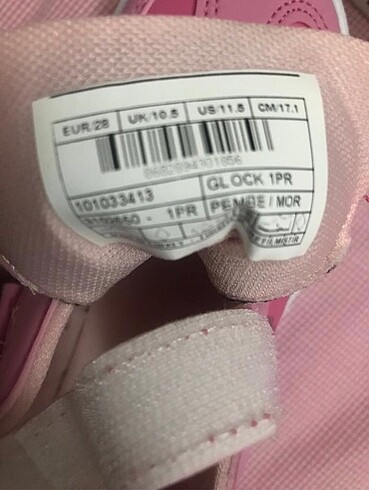 EUR/28 UK/10.5 US/11.5 CM/17.1
101033413 GLOCK 1PR
- 1PR PEMBE / MOR